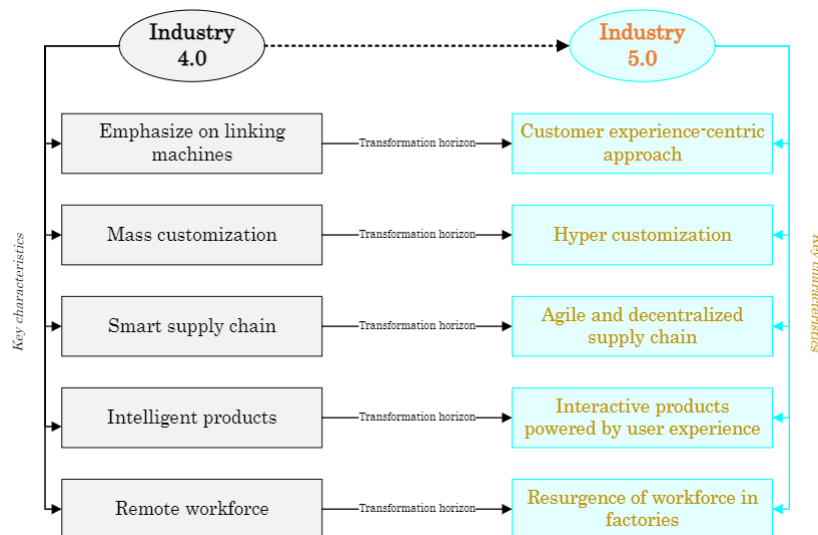 Industry
4.0
Industry
5.0
Key characteristics
Emphasize on linking
machines
Transformation horizon
Customer experience-centric
approach
Mass customization
Transformation horizon
Hyper customization
Smart supply chain
Transformation horizon
Agile and decentralized
supply chain
Intelligent products
Transformation horizon
Interactive products
powered by user experience
Remote workforce
Transformation horizon
Resurgence of workforce in
factories
Key characteristics